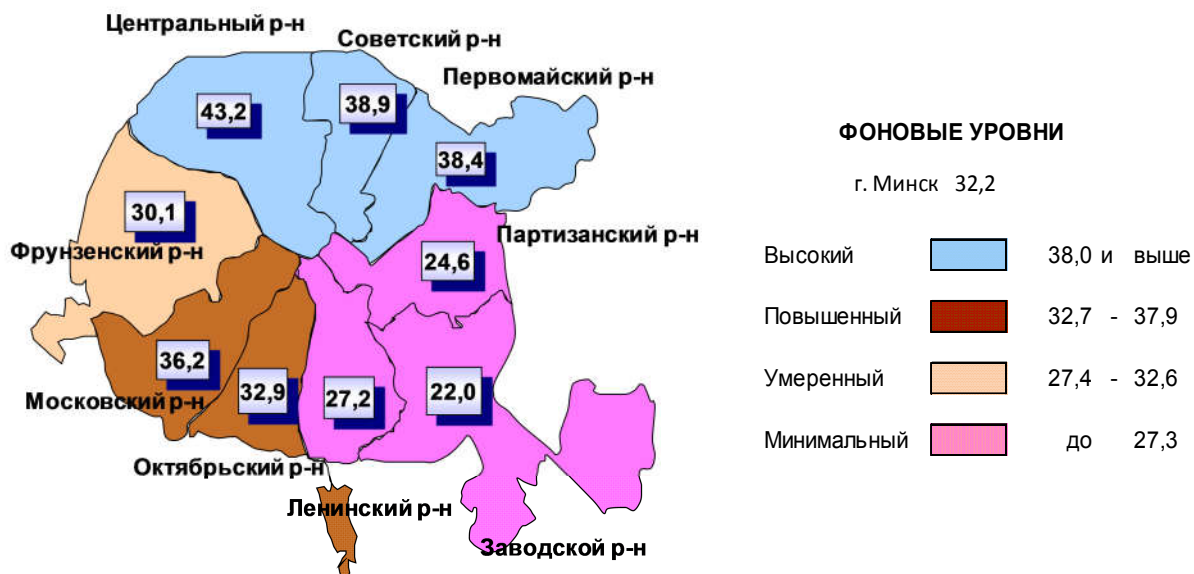 Центральный р-н
Советский р-н
Первомайский р-н
43,2
38,9
38,4
30,1
Фрунзенский р-н
Партизанский р-н
24,6
36,2
Московский р-н
32,9
27,2
22,0
Октябрьский р-н
Ленинский р-н
Заводской р-н
ФОНОВЫЕ УРОВНИ
г. Минск 32,2
Высокий 38,0 и выше
Повышенный 32,7 - 37,9
Умеренный 27,4 - 32,6
Минимальный до 27,3